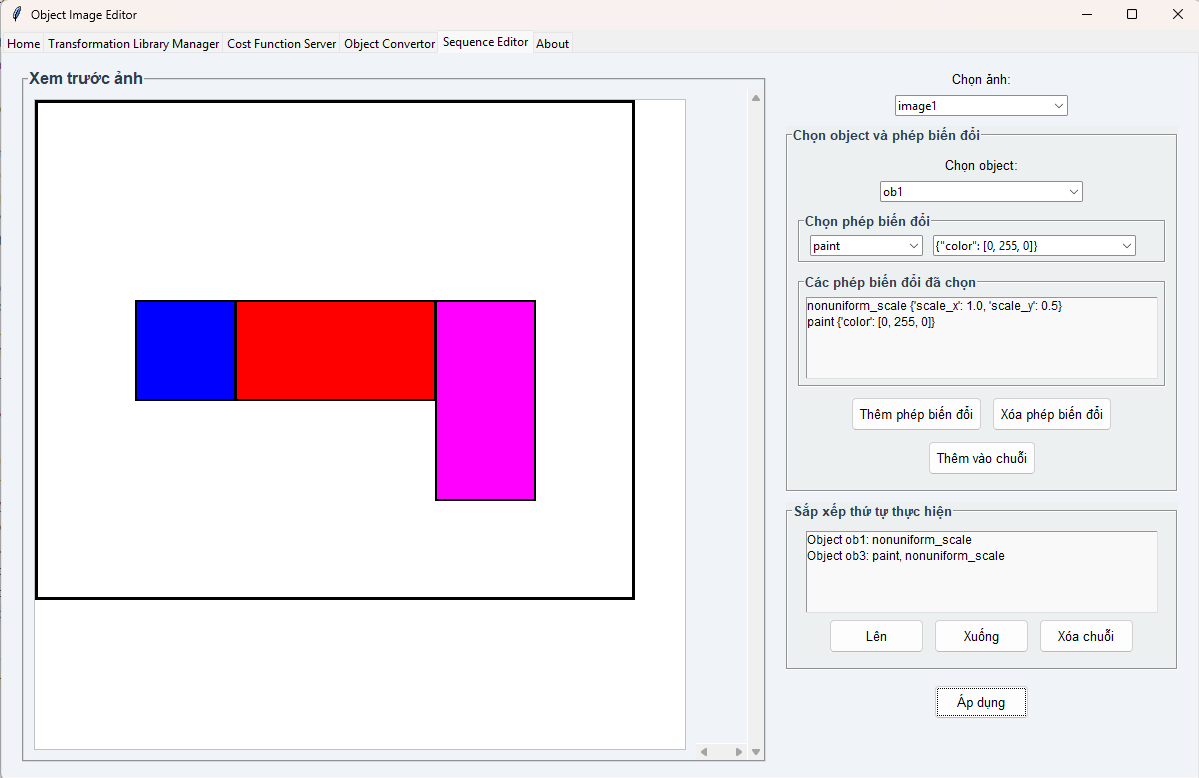 Object Image Editor
Home Transformation Library Manager Cost Function Server Object Convertor Sequence Editor About
Xem trước ảnh
Chọn ảnh:
image1
Chọn object và phép biến đổi
Chọn object:
ob1
Chọn phép biến đổi
paint {"color": [0, 255, 0]}
Các phép biến đổi đã chọn
nonuniform_scale {'scale_x': 1.0, 'scale_y': 0.5}
paint {'color': [0, 255, 0]}
Thêm phép biến đổi Xóa phép biến đổi
Thêm vào chuỗi
Sắp xếp thứ tự thực hiện
Object ob1: nonuniform_scale
Object ob3: paint, nonuniform_scale
Lên Xuống Xóa chuỗi
Áp dụng